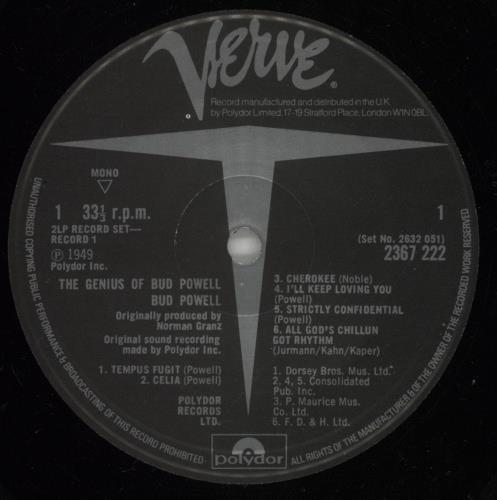 Verve®
Record manufactured and distributed in the U.K.
by Polydor Limited, 17-19 Stratford Place, London W1N 0BL.
MONO
1 33⅓ r.p.m.
2LP RECORD SET—
RECORD 1
Ⓟ 1949
Polydor Inc.
1
(Set No. 2632 051)
2367 222
THE GENIUS OF BUD POWELL
BUD POWELL
Originally produced by
Norman Granz
Original sound recording
made by Polydor Inc.
1. TEMPUS FUGIT (Powell)
2. CELIA (Powell)
3. CHEROKEE (Noble)
4. I'LL KEEP LOVING YOU
(Powell)
5. STRICTLY CONFIDENTIAL
(Powell)
6. ALL GOD'S CHILLUN
GOT RHYTHM
(Jurmann/Kahn/Kaper)
POLYDOR
RECORDS
LTD.
1. Dorsey Bros. Mus. Ltd.
2, 4, 5. Consolidated
Pub. Inc.
3. P. Maurice Mus.
Co. Ltd.
6. F. D. & H. Ltd.
polydor
UNAUTHORISED COPYING PUBLIC PERFORMANCE & BROADCASTING OF THIS RECORD PROHIBITED · ALL RIGHTS OF THE MANUFACTURER & OF THE OWNER OF THE RECORDED WORK RESERVED